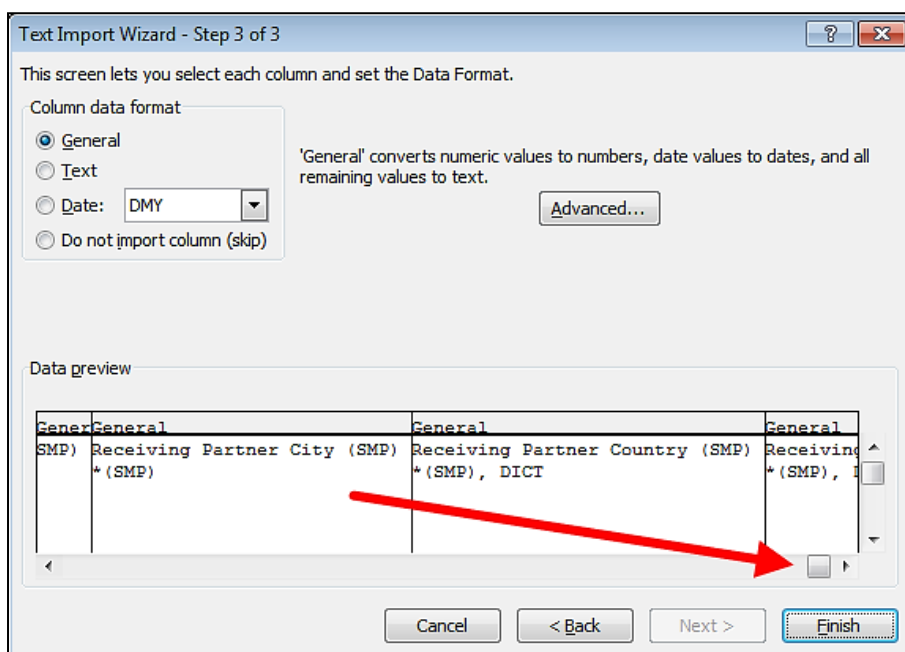 Text Import Wizard - Step 3 of 3
This screen lets you select each column and set the Data Format.
Column data format
General
Text
Date: DMY
Do not import column (skip)
'General' converts numeric values to numbers, date values to dates, and all
remaining values to text.
Advanced...
Data preview
Gener General General General
SMP) Receiving Partner City (SMP) Receiving Partner Country (SMP) Receiving
*(SMP) *(SMP), DICT *(SMP),
Cancel < Back Next > Finish